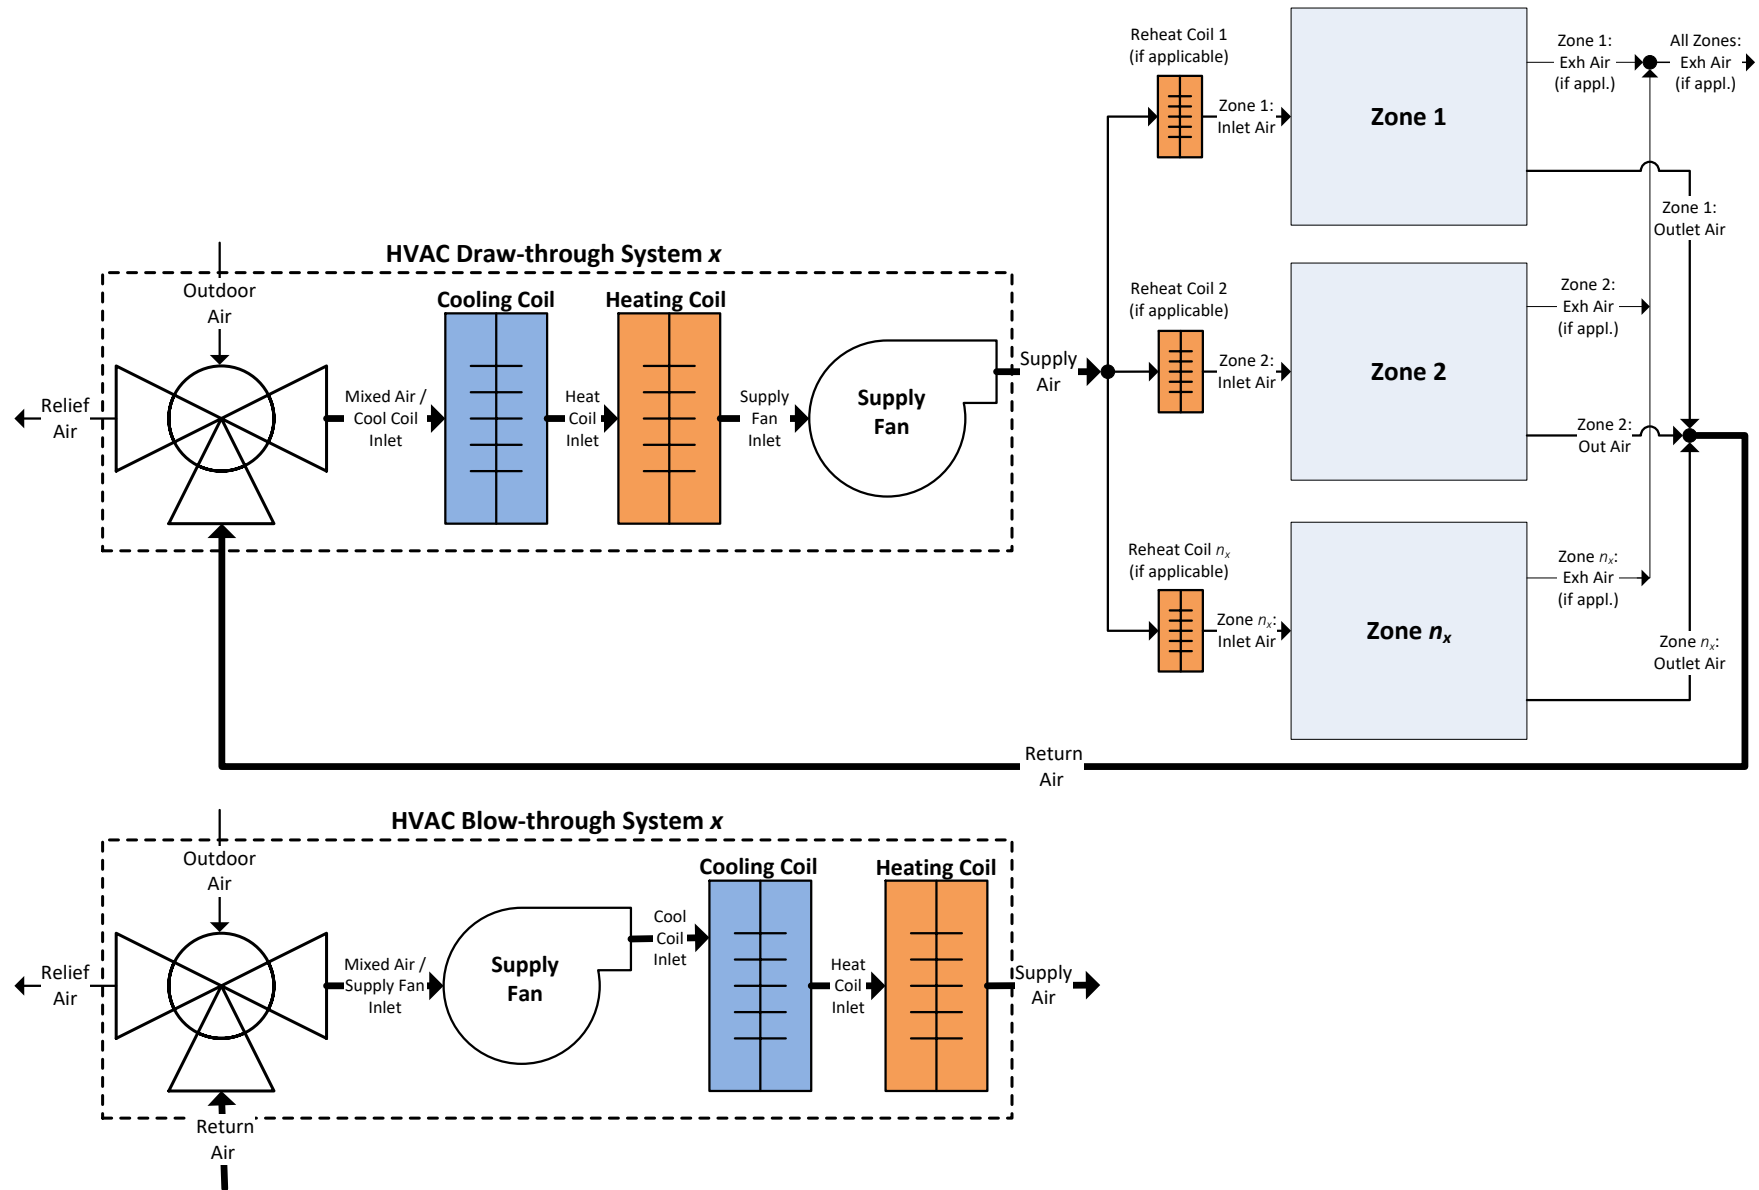 HVAC Draw-through System x
Outdoor
Air
Relief
Air
Mixed Air /
Cool Coil
Inlet
Cooling Coil
Heat
Coil
Inlet
Heating Coil
Supply
Fan
Inlet
Supply
Fan
Supply
Air
Reheat Coil 1
(if applicable)
Zone 1:
Inlet Air
Zone 1
Zone 1:
Exh Air
(if appl.)
All Zones:
Exh Air
(if appl.)
Zone 1:
Outlet Air
Reheat Coil 2
(if applicable)
Zone 2:
Inlet Air
Zone 2
Zone 2:
Exh Air
(if appl.)
Zone 2:
Out Air
Reheat Coil nx
(if applicable)
Zone nx:
Inlet Air
Zone nx
Zone nx:
Exh Air
(if appl.)
Zone nx:
Outlet Air
Return
Air
HVAC Blow-through System x
Outdoor
Air
Relief
Air
Mixed Air /
Supply Fan
Inlet
Supply
Fan
Cool
Coil
Inlet
Cooling Coil
Heat
Coil
Inlet
Heating Coil
Supply
Air
Return
Air